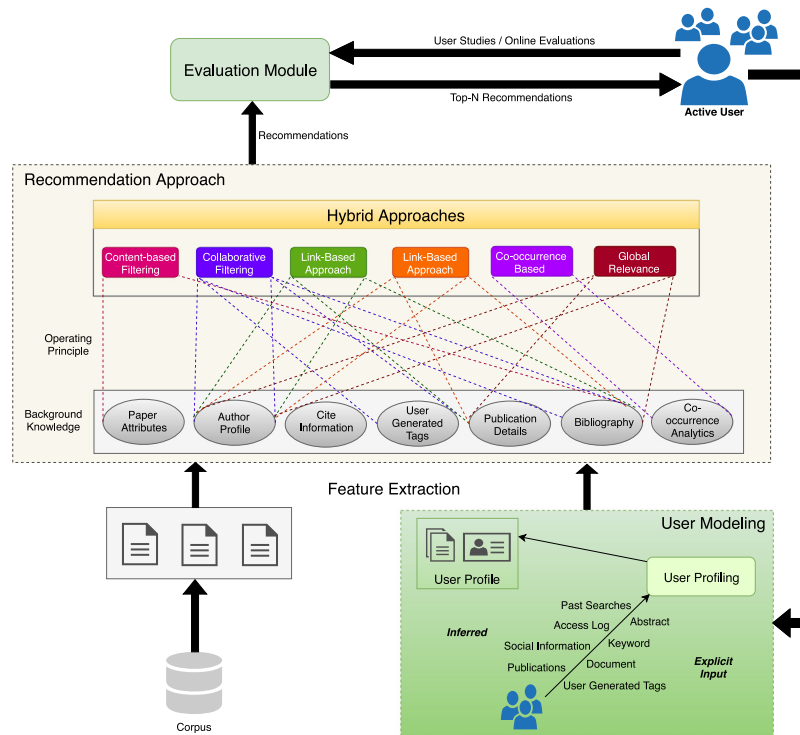 User Studies / Online Evaluations
Evaluation Module
Top-N Recommendations
Active User
Recommendations
Recommendation Approach
Hybrid Approaches
Content-based
Filtering
Collaborative
Filtering
Link-Based
Approach
Link-Based
Approach
Co-occurrence
Based
Global
Relevance
Operating
Principle
Background
Knowledge
Paper
Attributes
Author
Profile
Cite
Information
User
Generated
Tags
Publication
Details
Bibliography
Co-
occurrence
Analytics
Feature Extraction
User Modeling
User Profile
User Profiling
Past Searches
Access Log
Abstract
Inferred
Social Information
Keyword
Publications
Document
Explicit
Input
User Generated Tags
Corpus